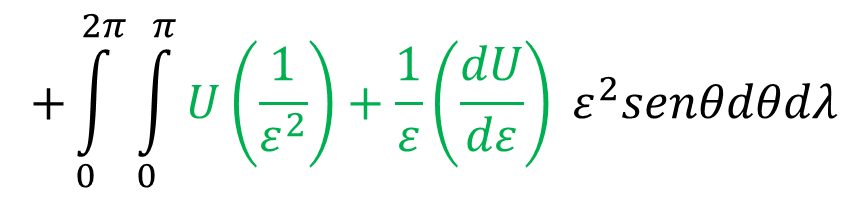 + ∫₀^{2π} ∫₀^{π} U (1/ε²) + 1/ε (dU/dε) ε² senθdθdλ